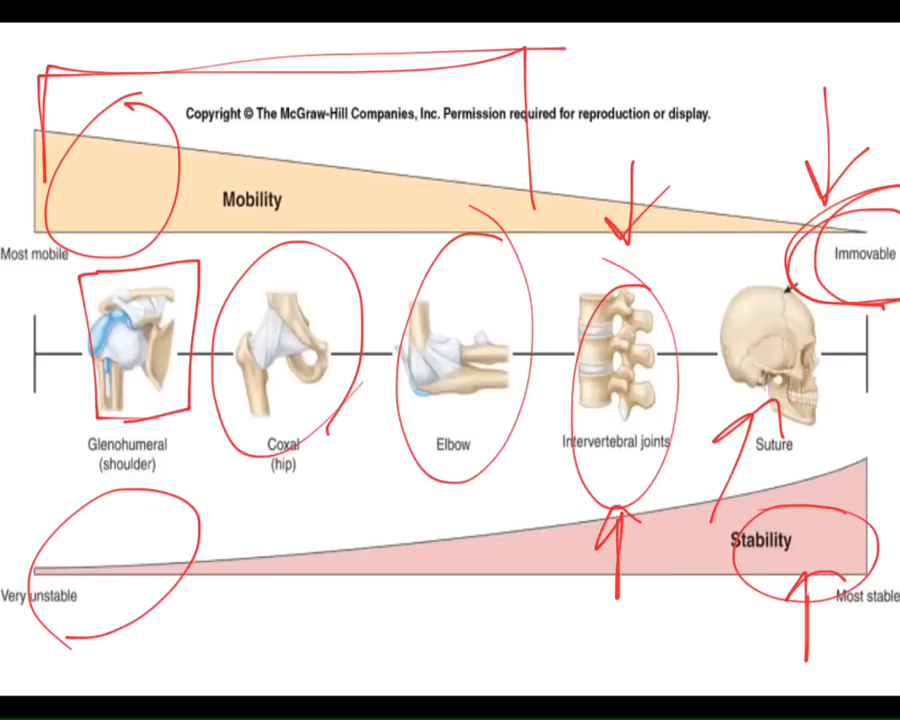 Copyright © The McGraw-Hill Companies, Inc. Permission required for reproduction or display.
Mobility
Most mobile
Immovable
Glenohumeral
(shoulder)
Coxal
(hip)
Elbow
Intervertebral joints
Suture
Stability
Very unstable
Most stable